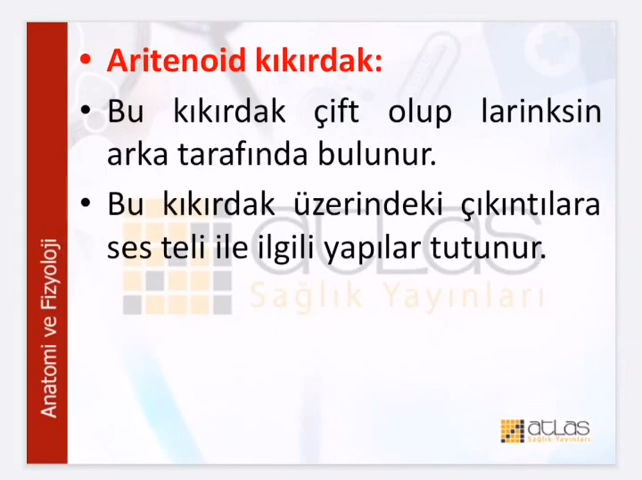 • Aritenoid kıkırdak:
• Bu kıkırdak çift olup larinksin
arka tarafında bulunur.
• Bu kıkırdak üzerindeki çıkıntılara
ses teli ile ilgili yapılar tutunur.
atLas
Sağlık Yayınları
Anatomi ve Fizyoloji
atLas
Sağlık Yayınları